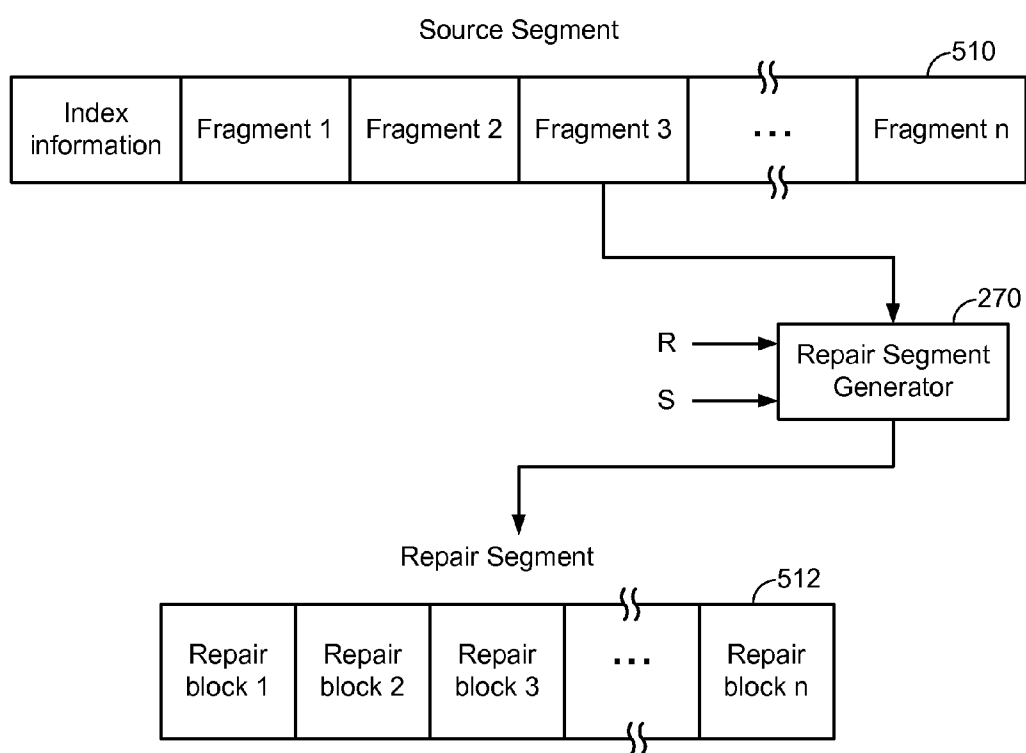 Source Segment
510
Index
information
Fragment 1
Fragment 2
Fragment 3
...
Fragment n
270
R
S
Repair Segment
Generator
Repair Segment
512
Repair
block 1
Repair
block 2
Repair
block 3
...
Repair
block n